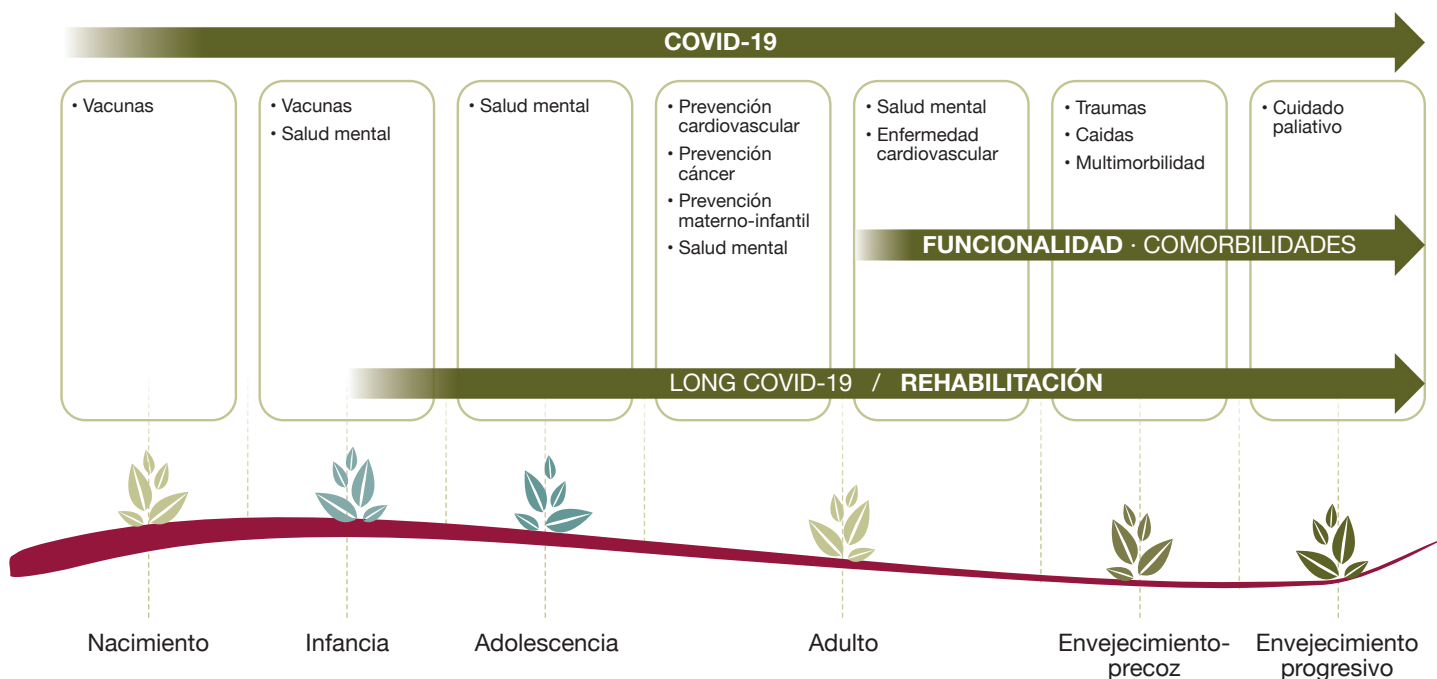 COVID-19
• Vacunas
• Vacunas
• Salud mental
• Salud mental
• Prevención
cardiovascular
• Prevención
cáncer
• Prevención
materno-infantil
• Salud mental
• Salud mental
• Enfermedad
cardiovascular
• Traumas
• Caidas
• Multimorbilidad
• Cuidado
paliativo
FUNCIONALIDAD · COMORBILIDADES
LONG COVID-19 / REHABILITACIÓN
Nacimiento
Infancia
Adolescencia
Adulto
Envejecimiento-
precoz
Envejecimiento
progresivo